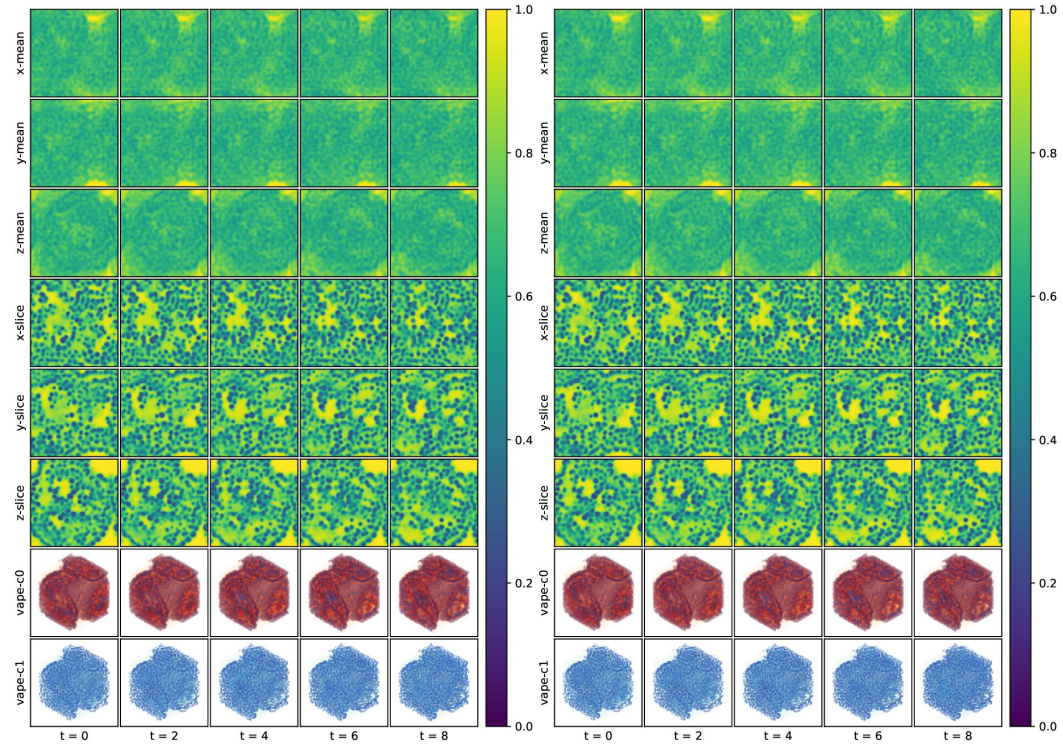 x-mean
y-mean
z-mean
x-slice
y-slice
z-slice
vape-c0
vape-c1
t = 0
t = 2
t = 4
t = 6
t = 8
1.0
0.8
0.6
0.4
0.2
0.0
x-mean
y-mean
z-mean
x-slice
y-slice
z-slice
vape-c0
vape-c1
t = 0
t = 2
t = 4
t = 6
t = 8
1.0
0.8
0.6
0.4
0.2
0.0